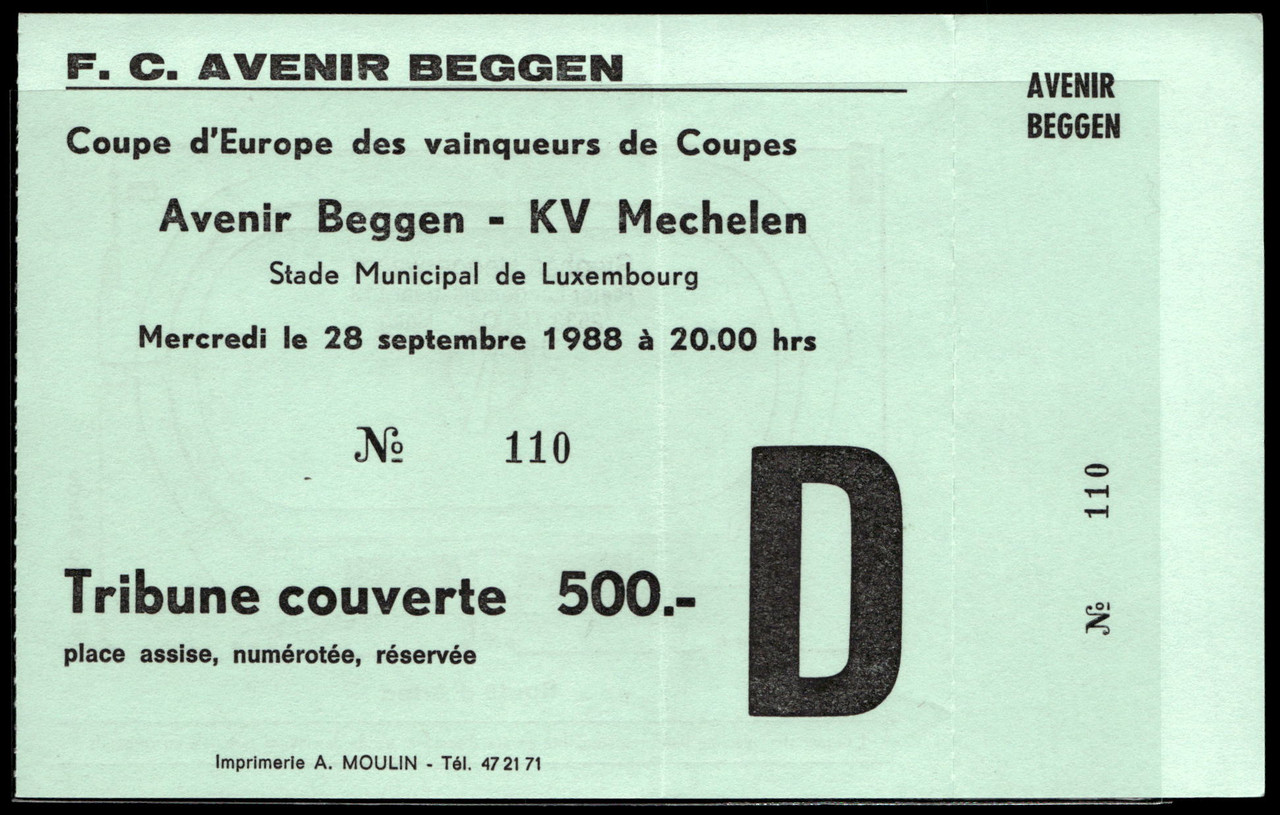 F. C. AVENIR BEGGEN
Coupe d'Europe des vainqueurs de Coupes
Avenir Beggen - KV Mechelen
Stade Municipal de Luxembourg
Mercredi le 28 septembre 1988 à 20.00 hrs
№ 110
D
Tribune couverte 500.-
place assise, numérotée, réservée
Imprimerie A. MOULIN - Tél. 47 21 71
AVENIR
BEGGEN
№ 110